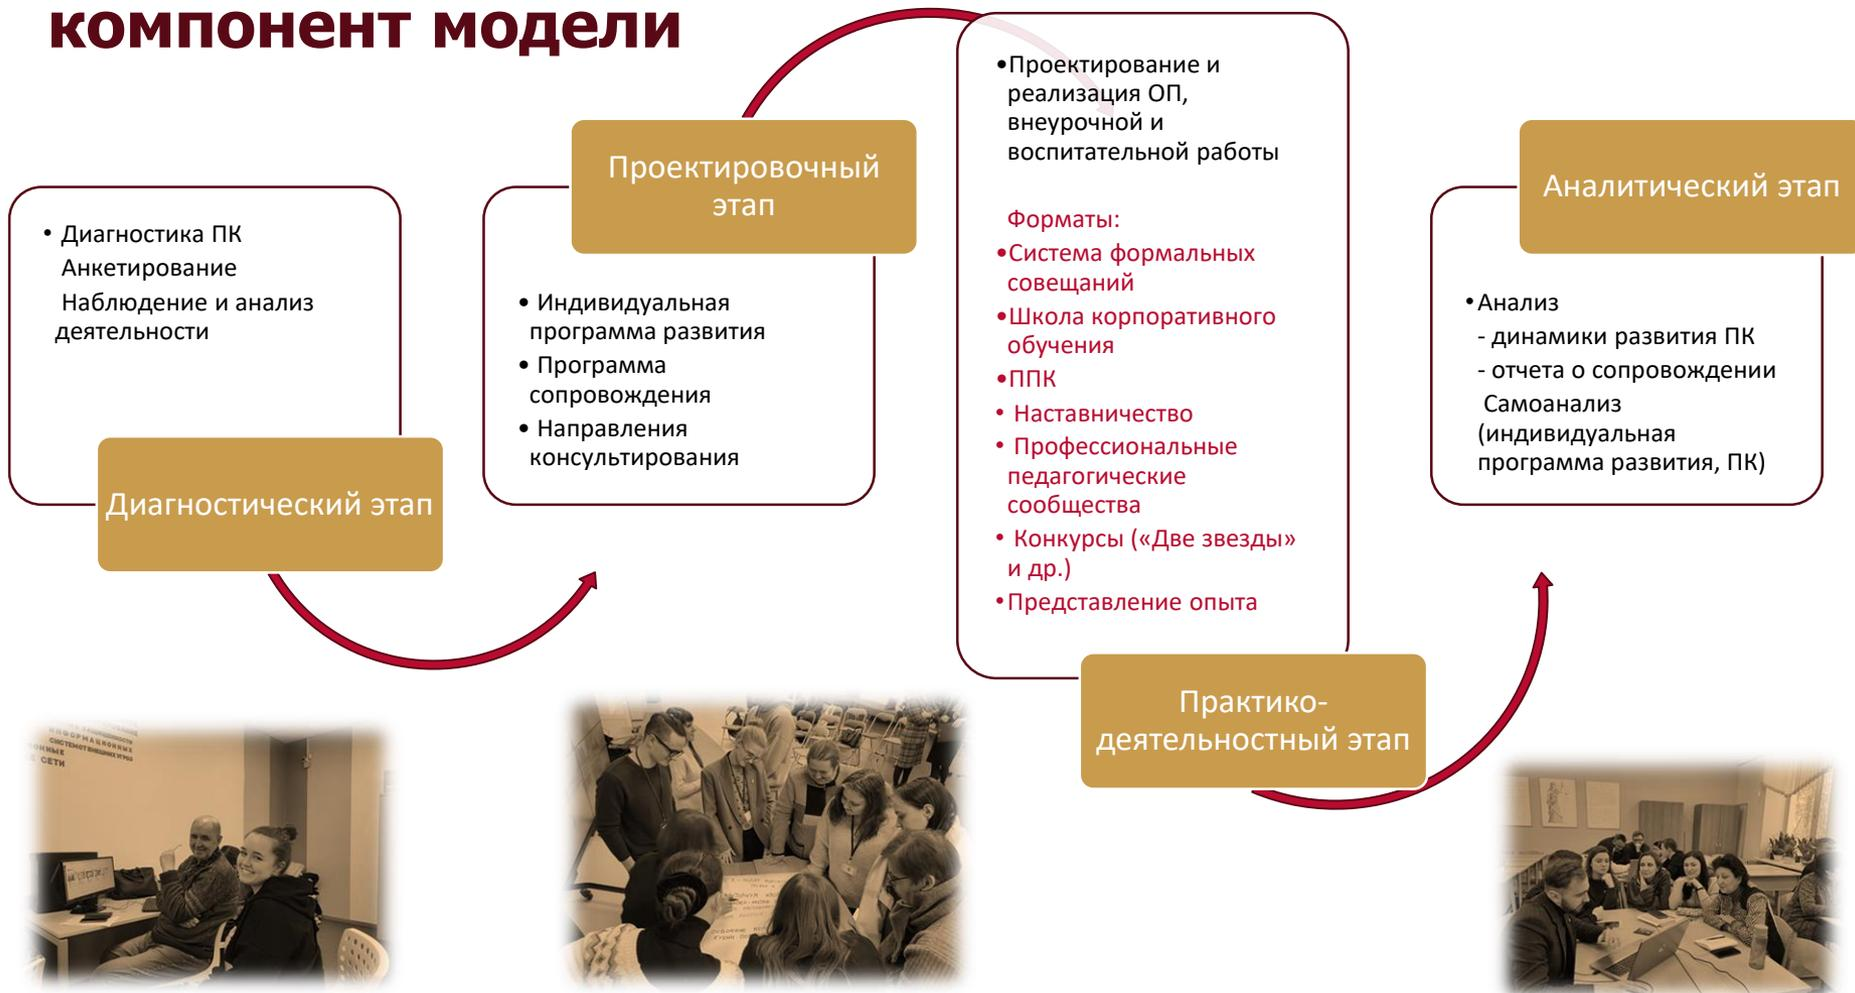 компонент модели
• Диагностика ПК
Анкетирование
Наблюдение и анализ
деятельности
Диагностический этап
Проектировочный
этап
• Индивидуальная
программа развития
• Программа
сопровождения
• Направления
консультирования
•Проектирование и
реализация ОП,
внеурочной и
воспитательной работы
Форматы:
•Система формальных
совещаний
•Школа корпоративного
обучения
•ППК
• Наставничество
• Профессиональные
педагогические
сообщества
• Конкурсы («Две звезды»
и др.)
•Представление опыта
Практико-
деятельностный этап
Аналитический этап
•Анализ
- динамики развития ПК
- отчета о сопровождении
Самоанализ
(индивидуальная
программа развития, ПК)
ИНФОРМАЦИОННЫХ
СЕТИ